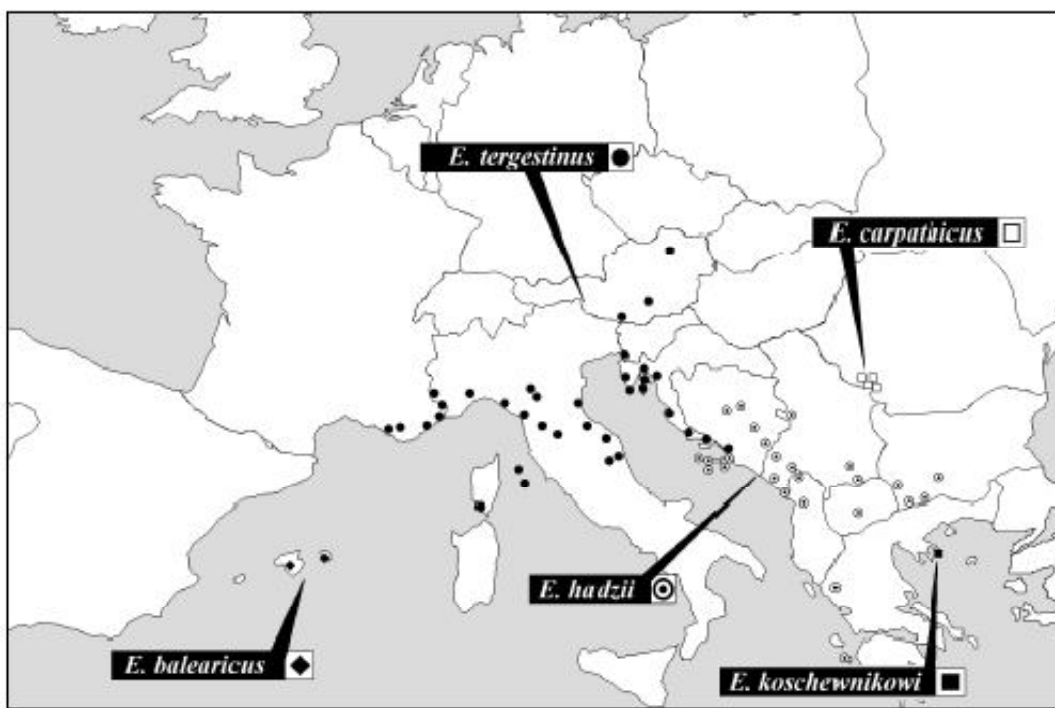 E. tergestinus
E. carpathicus
E. hadzii
E. balearicus
E. koschewnikowi